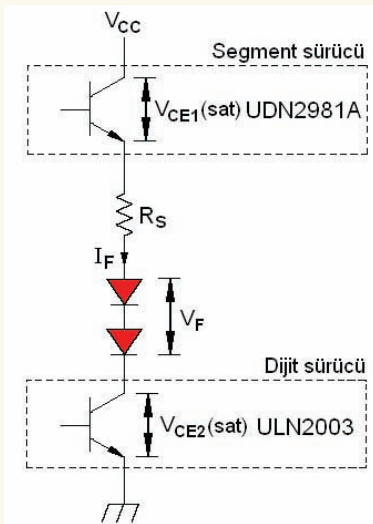 VCC
Segment sürücü
VCE1(sat) UDN2981A
RS
IF
VF
Dijit sürücü
VCE2(sat) ULN2003